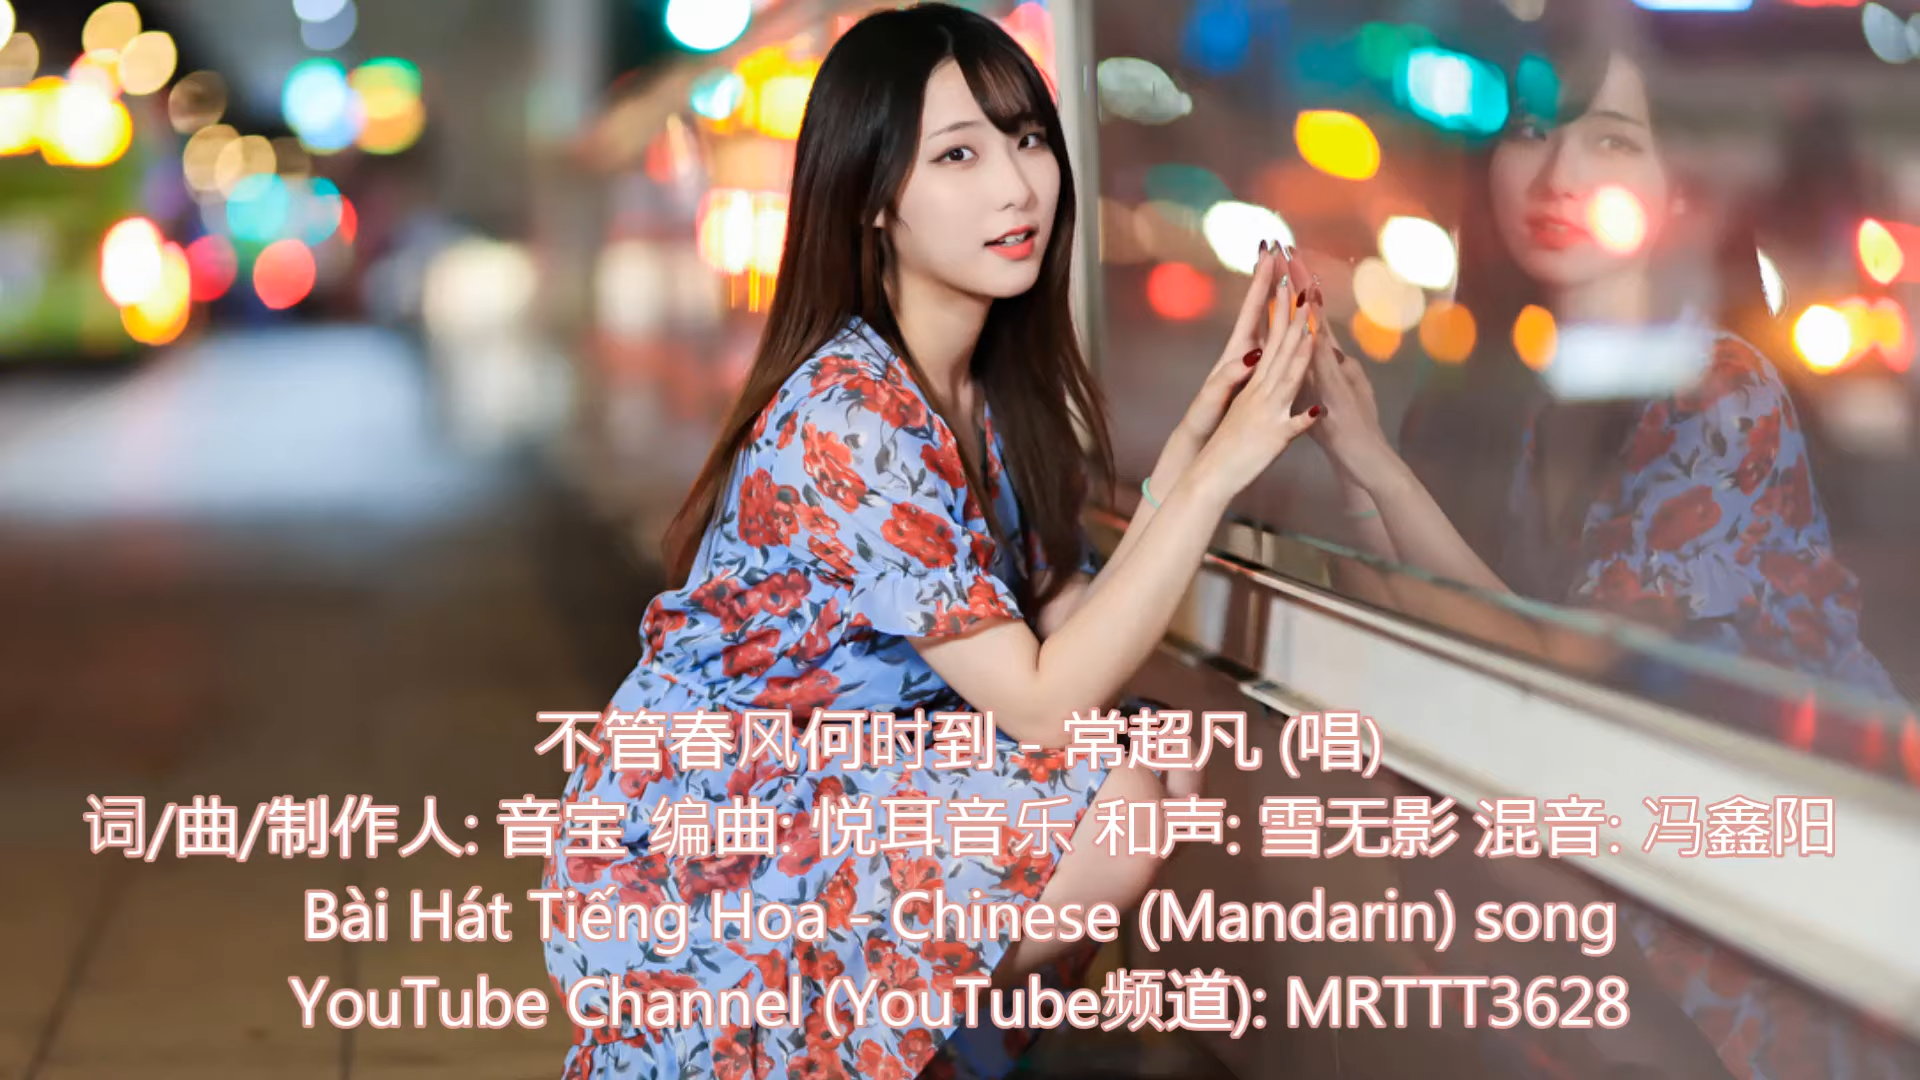 不管春风何时到 - 常超凡 (唱)
词/曲/制作人: 音宝 编曲: 悦耳音乐 和声: 雪无影 混音: 冯鑫阳
Bài Hát Tiếng Hoa - Chinese (Mandarin) song
YouTube Channel (YouTube频道): MRTTT3628